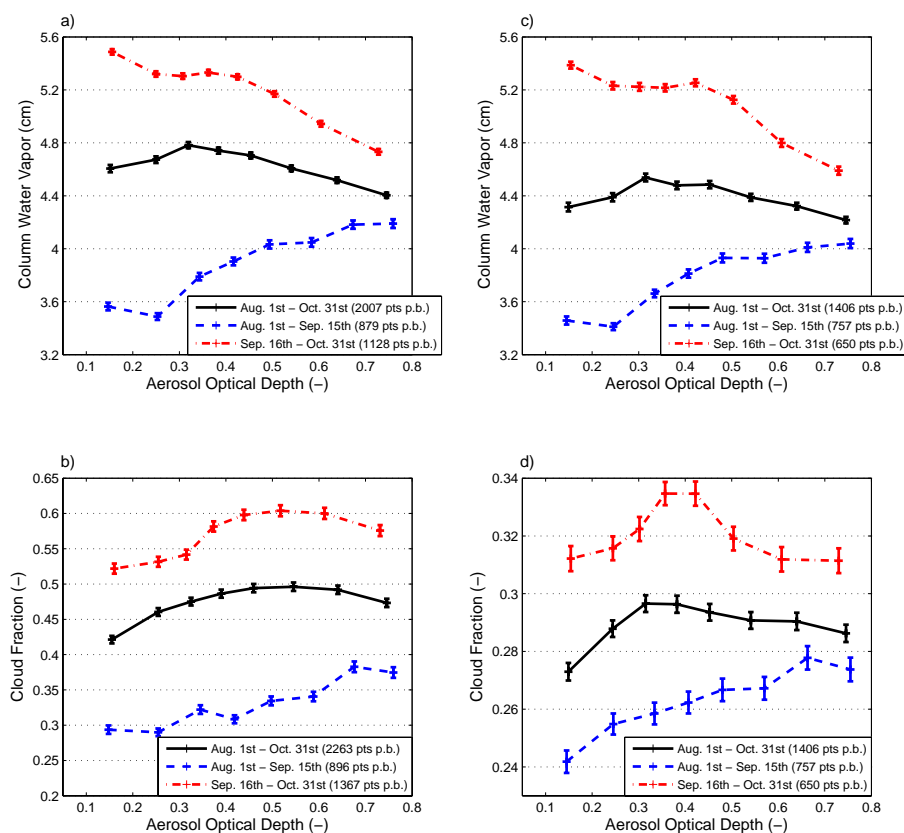 a)
5.6
5.2
4.8
4.4
4
3.6
3.2
Column Water Vapor (cm)
Aug. 1st − Oct. 31st (2007 pts p.b.)
Aug. 1st − Sep. 15th (879 pts p.b.)
Sep. 16th − Oct. 31st (1128 pts p.b.)
0.1 0.2 0.3 0.4 0.5 0.6 0.7 0.8
Aerosol Optical Depth (−)
c)
5.6
5.2
4.8
4.4
4
3.6
3.2
Column Water Vapor (cm)
Aug. 1st − Oct. 31st (1406 pts p.b.)
Aug. 1st − Sep. 15th (757 pts p.b.)
Sep. 16th − Oct. 31st (650 pts p.b.)
0.1 0.2 0.3 0.4 0.5 0.6 0.7 0.8
Aerosol Optical Depth (−)
b)
0.65
0.6
0.55
0.5
0.45
0.4
0.35
0.3
0.25
0.2
Cloud Fraction (−)
Aug. 1st − Oct. 31st (2263 pts p.b.)
Aug. 1st − Sep. 15th (896 pts p.b.)
Sep. 16th − Oct. 31st (1367 pts p.b.)
0.1 0.2 0.3 0.4 0.5 0.6 0.7 0.8
Aerosol Optical Depth (−)
d)
0.34
0.32
0.3
0.28
0.26
0.24
Cloud Fraction (−)
Aug. 1st − Oct. 31st (1406 pts p.b.)
Aug. 1st − Sep. 15th (757 pts p.b.)
Sep. 16th − Oct. 31st (650 pts p.b.)
0.1 0.2 0.3 0.4 0.5 0.6 0.7 0.8
Aerosol Optical Depth (−)